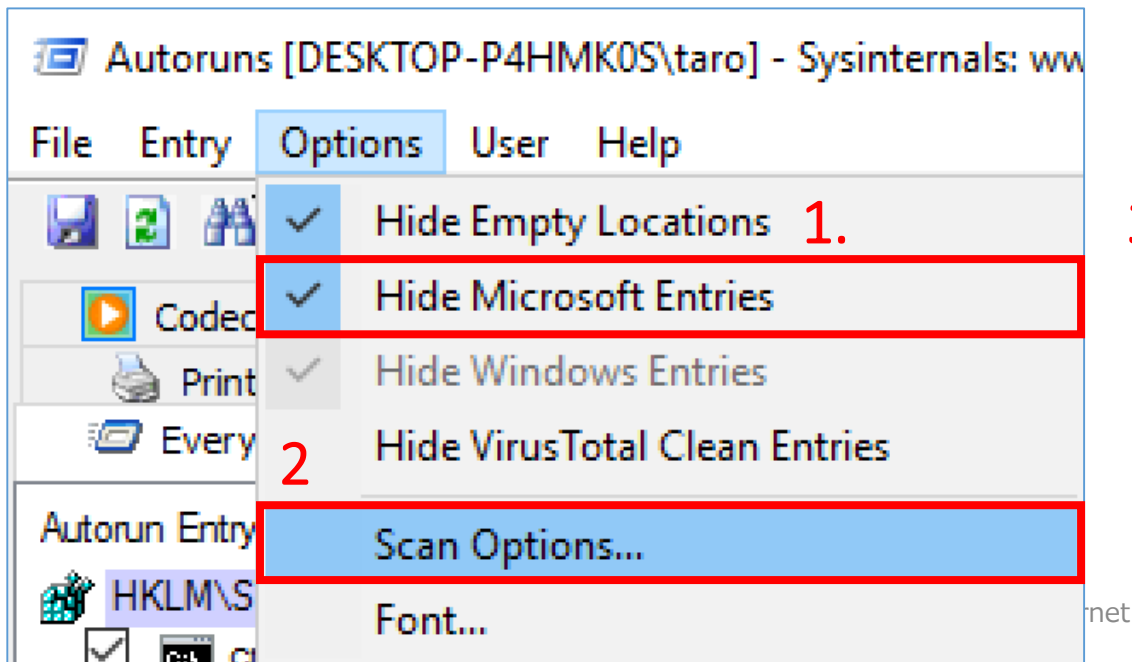 Autoruns [DESKTOP-P4HMK0S\taro] - Sysinternals: ww
File Entry Options User Help
Hide Empty Locations 1.
Hide Microsoft Entries
Codec
Hide Windows Entries
Print
Every
2
Hide VirusTotal Clean Entries
Autorun Entry
Scan Options...
HKLM\S
Font...
rnet